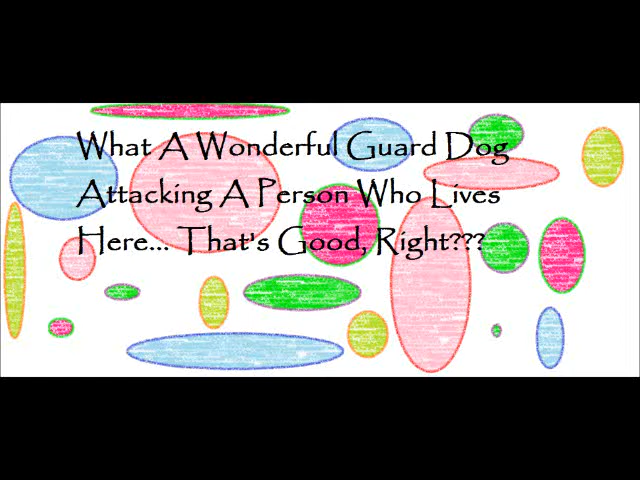 What A Wonderful Guard Dog
Attacking A Person Who Lives
Here... That's Good, Right???